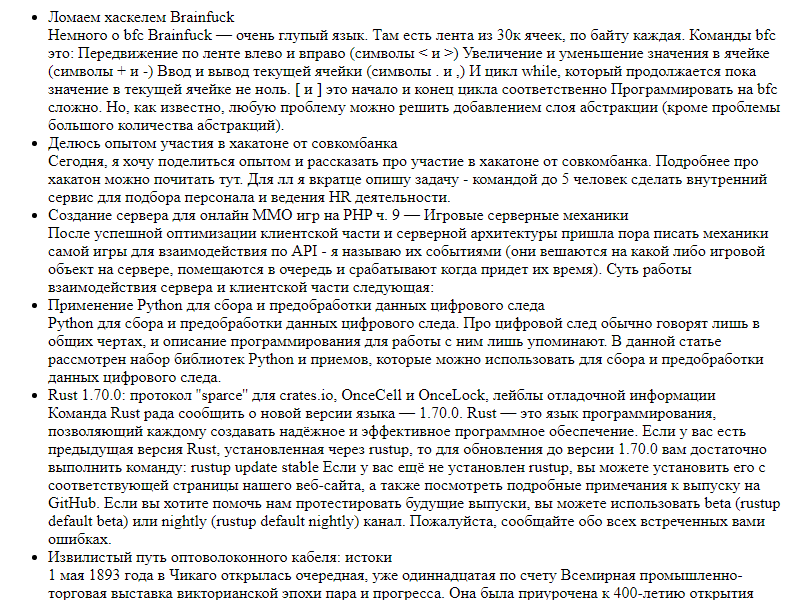 Ломаем хаскелем Brainfuck
Немного о bfc Brainfuck — очень глупый язык. Там есть лента из 30к ячеек, по байту каждая. Команды bfc
это: Передвижение по ленте влево и вправо (символы < и >) Увеличение и уменьшение значения в ячейке
(символы + и -) Ввод и вывод текущей ячейки (символы . и ,) И цикл while, который продолжается пока
значение в текущей ячейке не ноль. [ и ] это начало и конец цикла соответственно Программировать на bfc
сложно. Но, как известно, любую проблему можно решить добавлением слоя абстракции (кроме проблемы
большого количества абстракций).
Делюсь опытом участия в хакатоне от совкомбанка
Сегодня, я хочу поделиться опытом и рассказать про участие в хакатоне от совкомбанка. Подробнее про
хакатон можно почитать тут. Для лл я вкратце опишу задачу - командой до 5 человек сделать внутренний
сервис для подбора персонала и ведения HR деятельности.
Создание сервера для онлайн ММО игр на PHP ч. 9 — Игровые серверные механики
После успешной оптимизации клиентской части и серверной архитектуры пришла пора писать механики
самой игры для взаимодействия по API - я называю их событиями (они вешаются на какой либо игровой
объект на сервере, помещаются в очередь и срабатывают когда придет их время). Суть работы
взаимодействия сервера и клиентской части следующая:
Применение Python для сбора и предобработки данных цифрового следа
Python для сбора и предобработки данных цифрового следа. Про цифровой след обычно говорят лишь в
общих чертах, и описание программирования для работы с ним лишь упоминают. В данной статье
рассмотрен набор библиотек Python и приемов, которые можно использовать для сбора и предобработки
данных цифрового следа.
Rust 1.70.0: протокол "sparce" для crates.io, OnceCell и OnceLock, лейблы отладочной информации
Команда Rust рада сообщить о новой версии языка — 1.70.0. Rust — это язык программирования,
позволяющий каждому создавать надёжное и эффективное программное обеспечение. Если у вас есть
предыдущая версия Rust, установленная через rustup, то для обновления до версии 1.70.0 вам достаточно
выполнить команду: rustup update stable Если у вас ещё не установлен rustup, вы можете установить его с
соответствующей страницы нашего веб-сайта, а также посмотреть подробные примечания к выпуску на
GitHub. Если вы хотите помочь нам протестировать будущие выпуски, вы можете использовать beta (rustup
default beta) или nightly (rustup default nightly) канал. Пожалуйста, сообщайте обо всех встреченных вами
ошибках.
Извилистый путь оптоволоконного кабеля: истоки
1 мая 1893 года в Чикаго открылась очередная, уже одиннадцатая по счету Всемирная промышленно-
торговая выставка викторианской эпохи пара и прогресса. Она была приурочена к 400-летию открытия